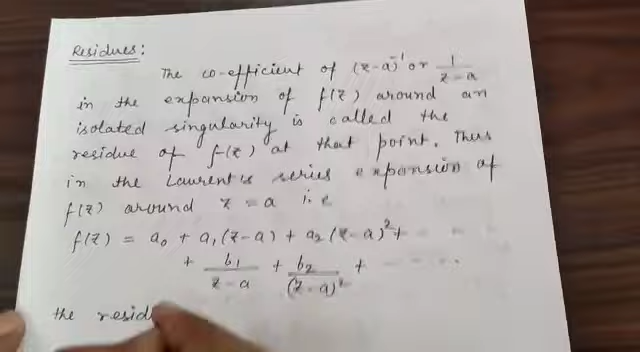 Residues:
The co-efficient of (z-a)⁻¹ or 1/(z-a)
in the expansion of f(z) around an
isolated singularity is called the
residue of f(z) at that point. Thus
in the Laurent's series expansion of
f(z) around z = a i.e
f(z) = a₀ + a₁(z-a) + a₂(z-a)² + - - -
+ b₁/(z-a) + b₂/(z-a)² + - - - - -
the resid